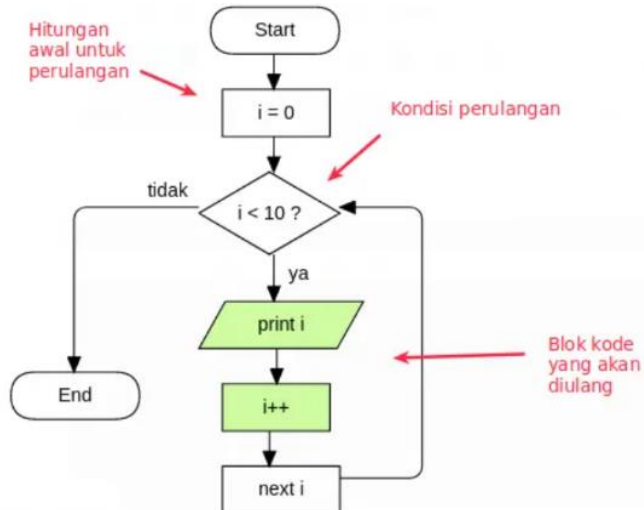 Hitungan
awal untuk
perulangan
Start
i = 0
Kondisi perulangan
tidak
i < 10 ?
ya
print i
Blok kode
yang akan
diulang
End
i++
next i